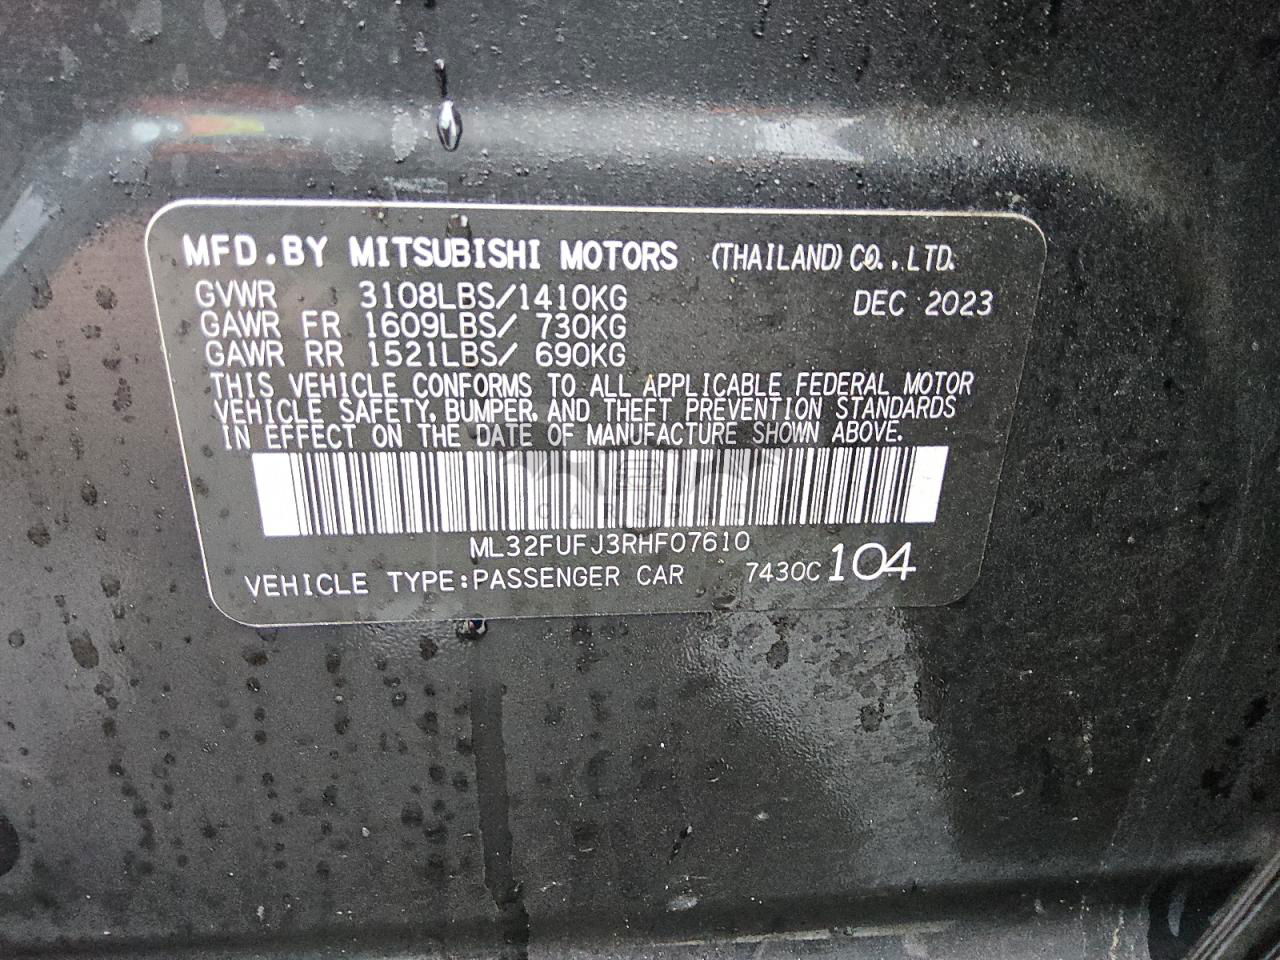 MFD.BY MITSUBISHI MOTORS (THAILAND) CO.,LTD.
GVWR 3108LBS/1410KG DEC 2023
GAWR FR 1609LBS/ 730KG
GAWR RR 1521LBS/ 690KG
THIS VEHICLE CONFORMS TO ALL APPLICABLE FEDERAL MOTOR
VEHICLE SAFETY, BUMPER, AND THEFT PREVENTION STANDARDS
IN EFFECT ON THE DATE OF MANUFACTURE SHOWN ABOVE.
CARSBAC
ML32FUFJ3RHF07610
VEHICLE TYPE:PASSENGER CAR 7430C 104